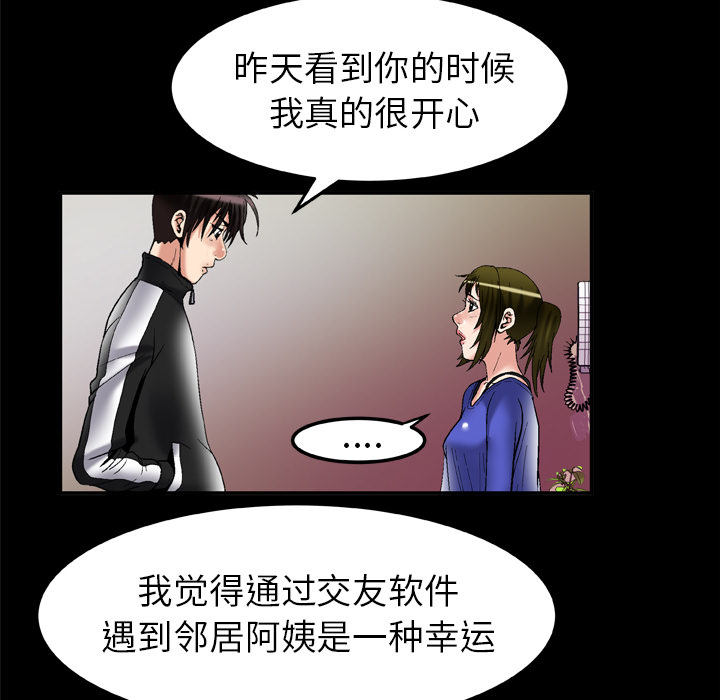 昨天看到你的时候
我真的很开心
....
我觉得通过交友软件
遇到邻居阿姨是一种幸运